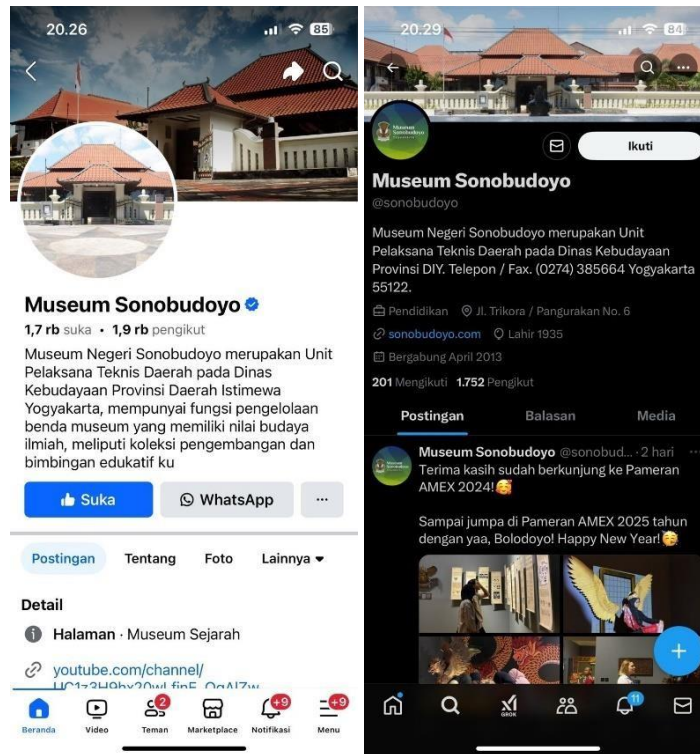 20.26
85
Museum Sonobudoyo
1,7 rb suka • 1,9 rb pengikut
Museum Negeri Sonobudoyo merupakan Unit
Pelaksana Teknis Daerah pada Dinas
Kebudayaan Provinsi Daerah Istimewa
Yogyakarta, mempunyai fungsi pengelolaan
benda museum yang memiliki nilai budaya
ilmiah, meliputi koleksi pengembangan dan
bimbingan edukatif ku
Suka
WhatsApp
...
Postingan Tentang Foto Lainnya
Detail
Halaman · Museum Sejarah
youtube.com/channel/
2 +9 +9
Beranda Video Teman Marketplace Notifikasi Menu
20.29
84
Museum
Sonobudoyo
Ikuti
Museum Sonobudoyo
@sonobudoyo
Museum Negeri Sonobudoyo merupakan Unit
Pelaksana Teknis Daerah pada Dinas Kebudayaan
Provinsi DIY. Telepon / Fax. (0274) 385664 Yogyakarta
55122.
Pendidikan Jl. Trikora / Pangurakan No. 6
sonobudoyo.com Lahir 1935
Bergabung April 2013
201 Mengikuti 1.752 Pengikut
Postingan Balasan Media
Museum Sonobudoyo @sonobud... · 2 hari ...
Terima kasih sudah berkunjung ke Pameran
AMEX 2024!🥰
Sampai jumpa di Pameran AMEX 2025 tahun
dengan yaa, Bolodoyo! Happy New Year!🥳
+
GROK
11